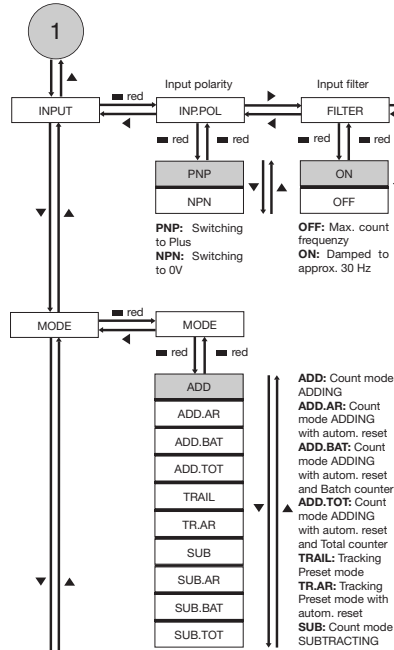 1
Input polarity
Input filter
red
INPUT
INP.POL
FILTER
red
red
red
red
PNP
ON
NPN
OFF
PNP: Switching
to Plus
NPN: Switching
to 0V
OFF: Max. count
frequenzy
ON: Damped to
approx. 30 Hz
red
MODE
MODE
red
red
ADD
ADD.AR
ADD.BAT
ADD.TOT
TRAIL
TR.AR
SUB
SUB.AR
SUB.BAT
SUB.TOT
ADD: Count mode
ADDING
ADD.AR: Count
mode ADDING
with autom. reset
ADD.BAT: Count
mode ADDING
with autom. reset
and Batch counter
ADD.TOT: Count
mode ADDING
with autom. reset
and Total counter
TRAIL: Tracking
Preset mode
TR.AR: Tracking
Preset mode with
autom. reset
SUB: Count mode
SUBTRACTING